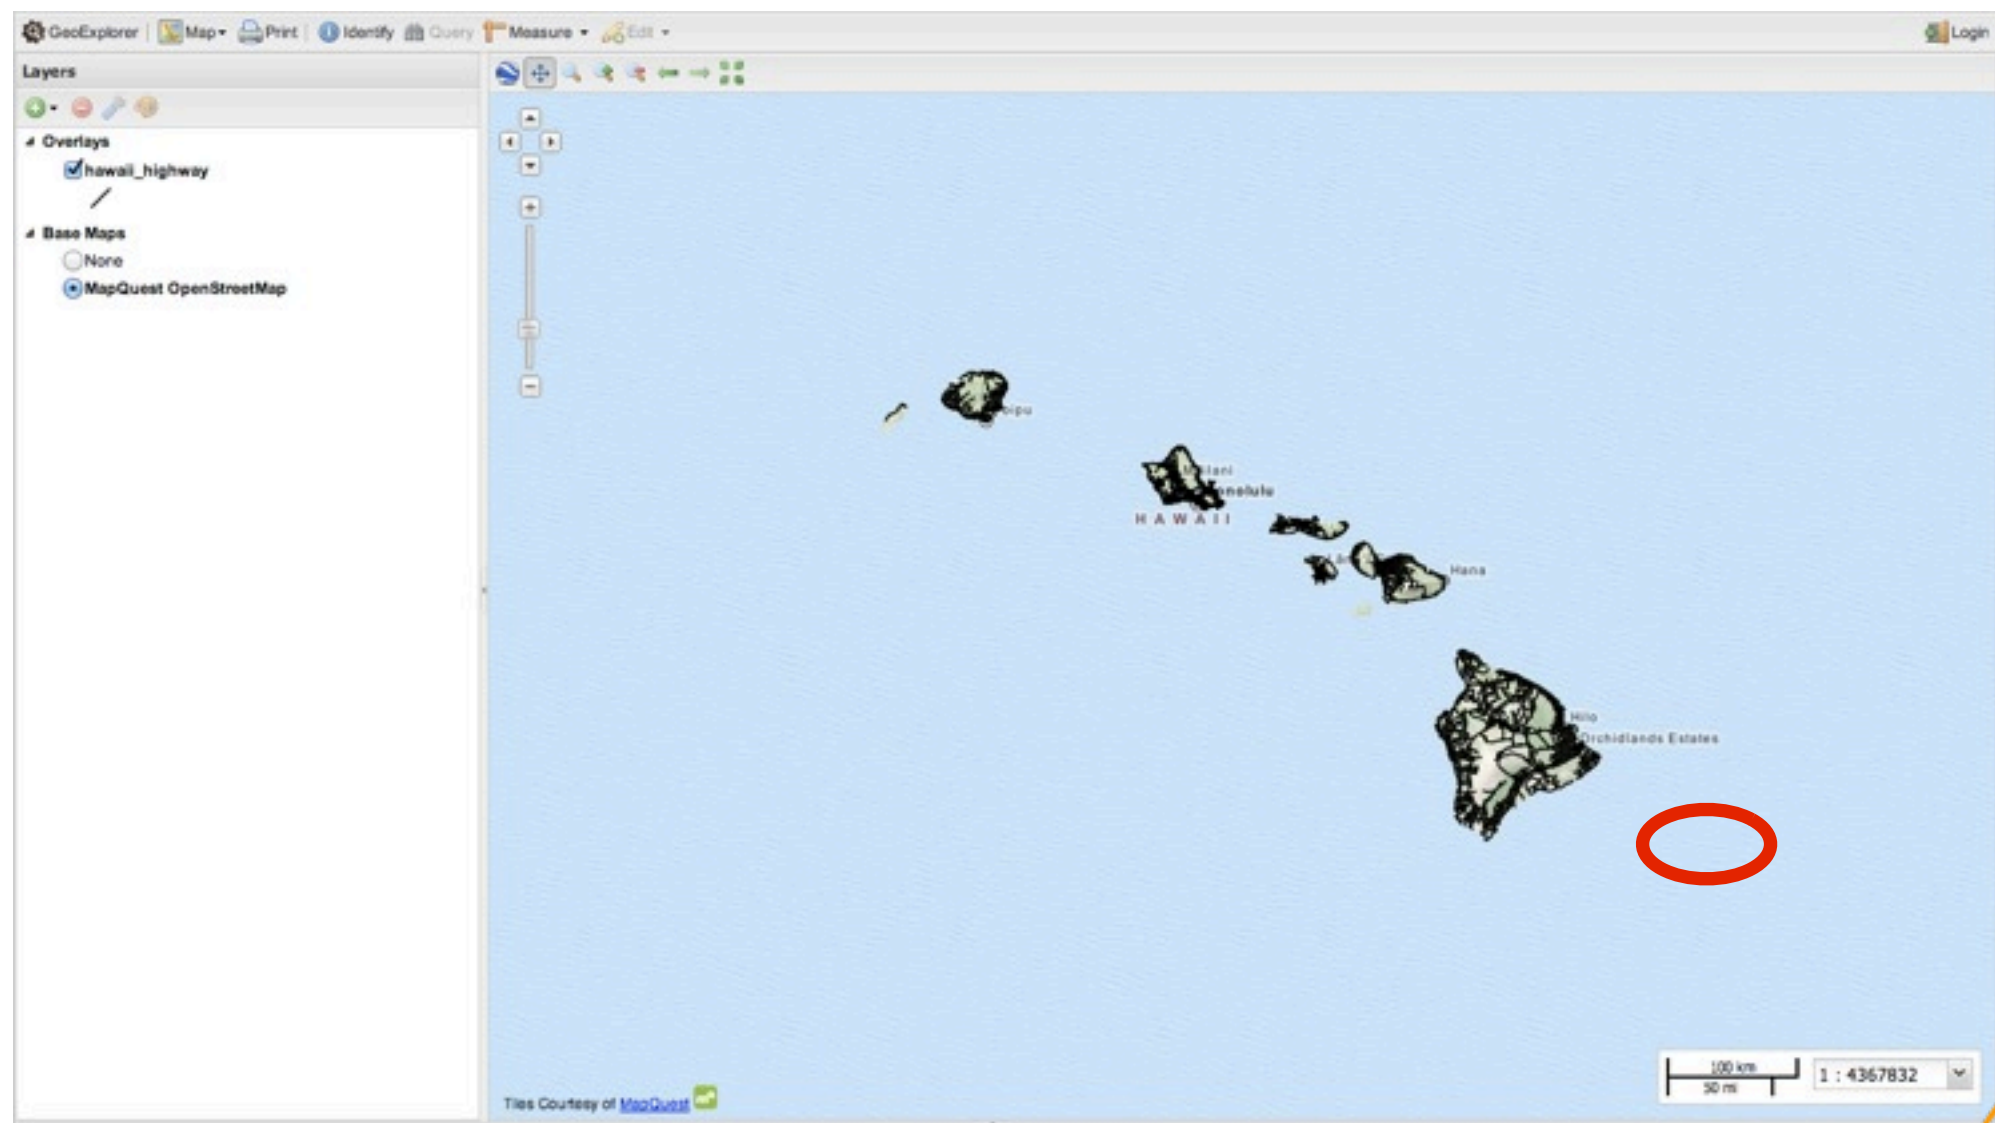 GeoExplorer Map Print Identify Query Measure Edit Login
Layers
Overlays
hawaii_highway
Base Maps
None
MapQuest OpenStreetMap
Honolulu
HAWAII
Hana
Hilo
Orchidlands Estates
100 km
50 mi
1 : 4367832
Tiles Courtesy of MapQuest